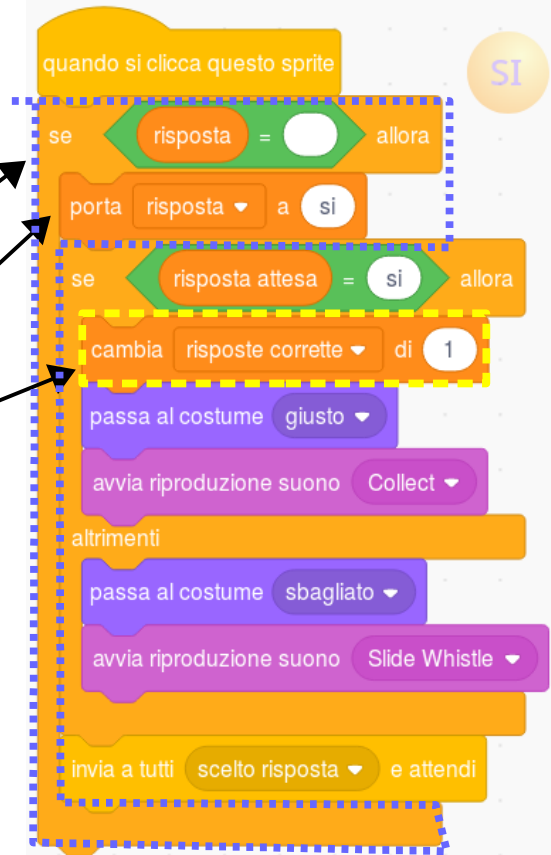 quando si clicca questo sprite
SI
se risposta = allora
porta risposta a si
se risposta attesa = si allora
cambia risposte corrette di 1
passa al costume giusto
avvia riproduzione suono Collect
altrimenti
passa al costume sbagliato
avvia riproduzione suono Slide Whistle
invia a tutti scelto risposta e attendi